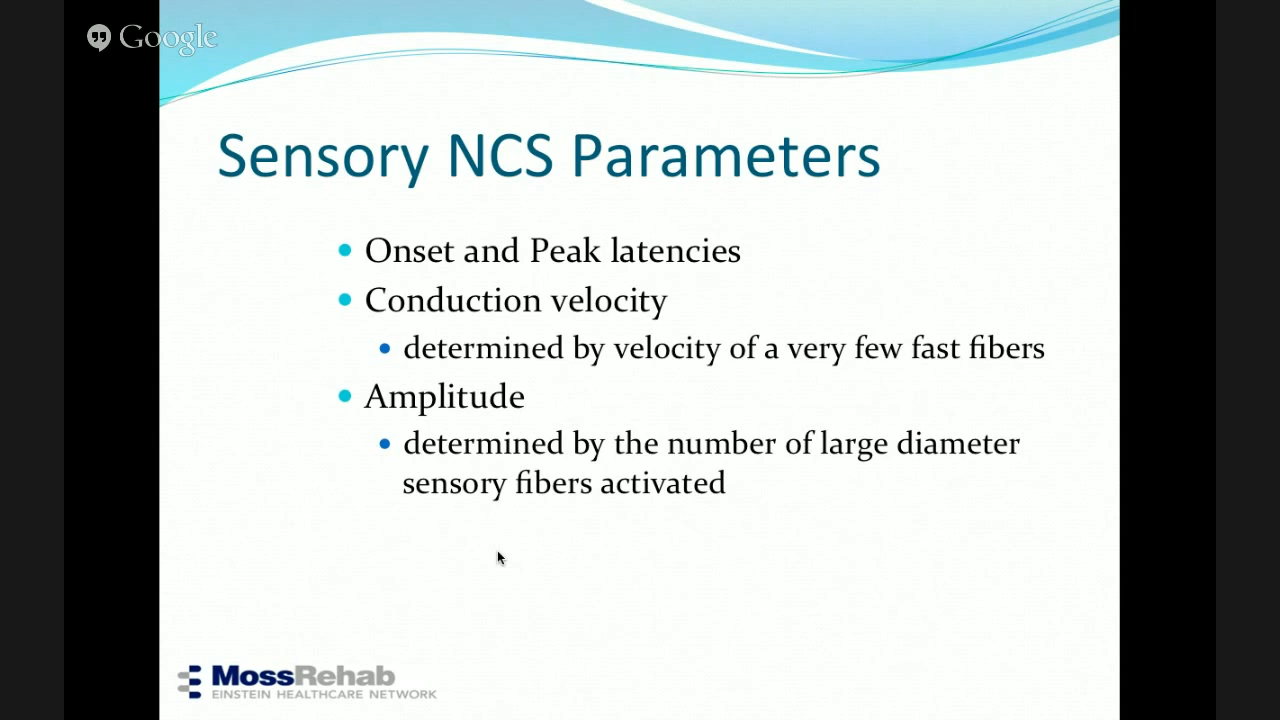 Google
Sensory NCS Parameters
• Onset and Peak latencies
• Conduction velocity
• determined by velocity of a very few fast fibers
• Amplitude
• determined by the number of large diameter
sensory fibers activated
MossRehab
EINSTEIN HEALTHCARE NETWORK